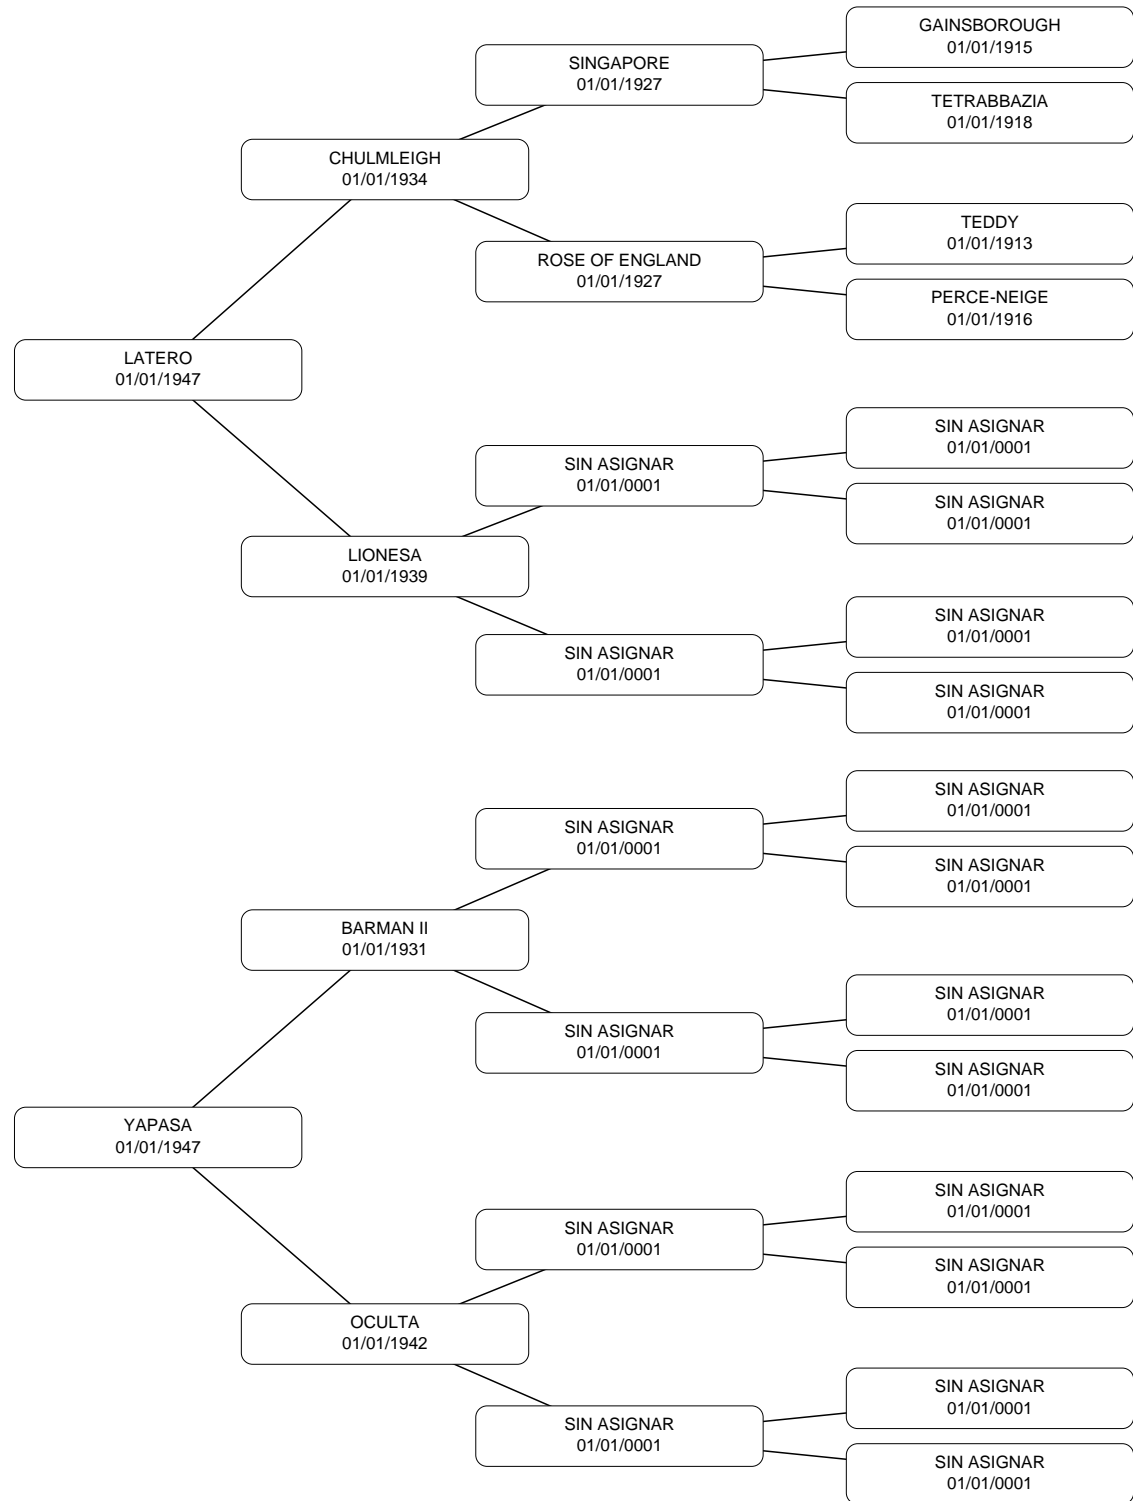 GAINSBOROUGH
01/01/1915
SINGAPORE
01/01/1927
TETRABBAZIA
01/01/1918
CHULMLEIGH
01/01/1934
TEDDY
01/01/1913
ROSE OF ENGLAND
01/01/1927
PERCE-NEIGE
01/01/1916
LATERO
01/01/1947
SIN ASIGNAR
01/01/0001
SIN ASIGNAR
01/01/0001
SIN ASIGNAR
01/01/0001
LIONESA
01/01/1939
SIN ASIGNAR
01/01/0001
SIN ASIGNAR
01/01/0001
SIN ASIGNAR
01/01/0001
SIN ASIGNAR
01/01/0001
SIN ASIGNAR
01/01/0001
SIN ASIGNAR
01/01/0001
BARMAN II
01/01/1931
SIN ASIGNAR
01/01/0001
SIN ASIGNAR
01/01/0001
SIN ASIGNAR
01/01/0001
YAPASA
01/01/1947
SIN ASIGNAR
01/01/0001
SIN ASIGNAR
01/01/0001
SIN ASIGNAR
01/01/0001
OCULTA
01/01/1942
SIN ASIGNAR
01/01/0001
SIN ASIGNAR
01/01/0001
SIN ASIGNAR
01/01/0001